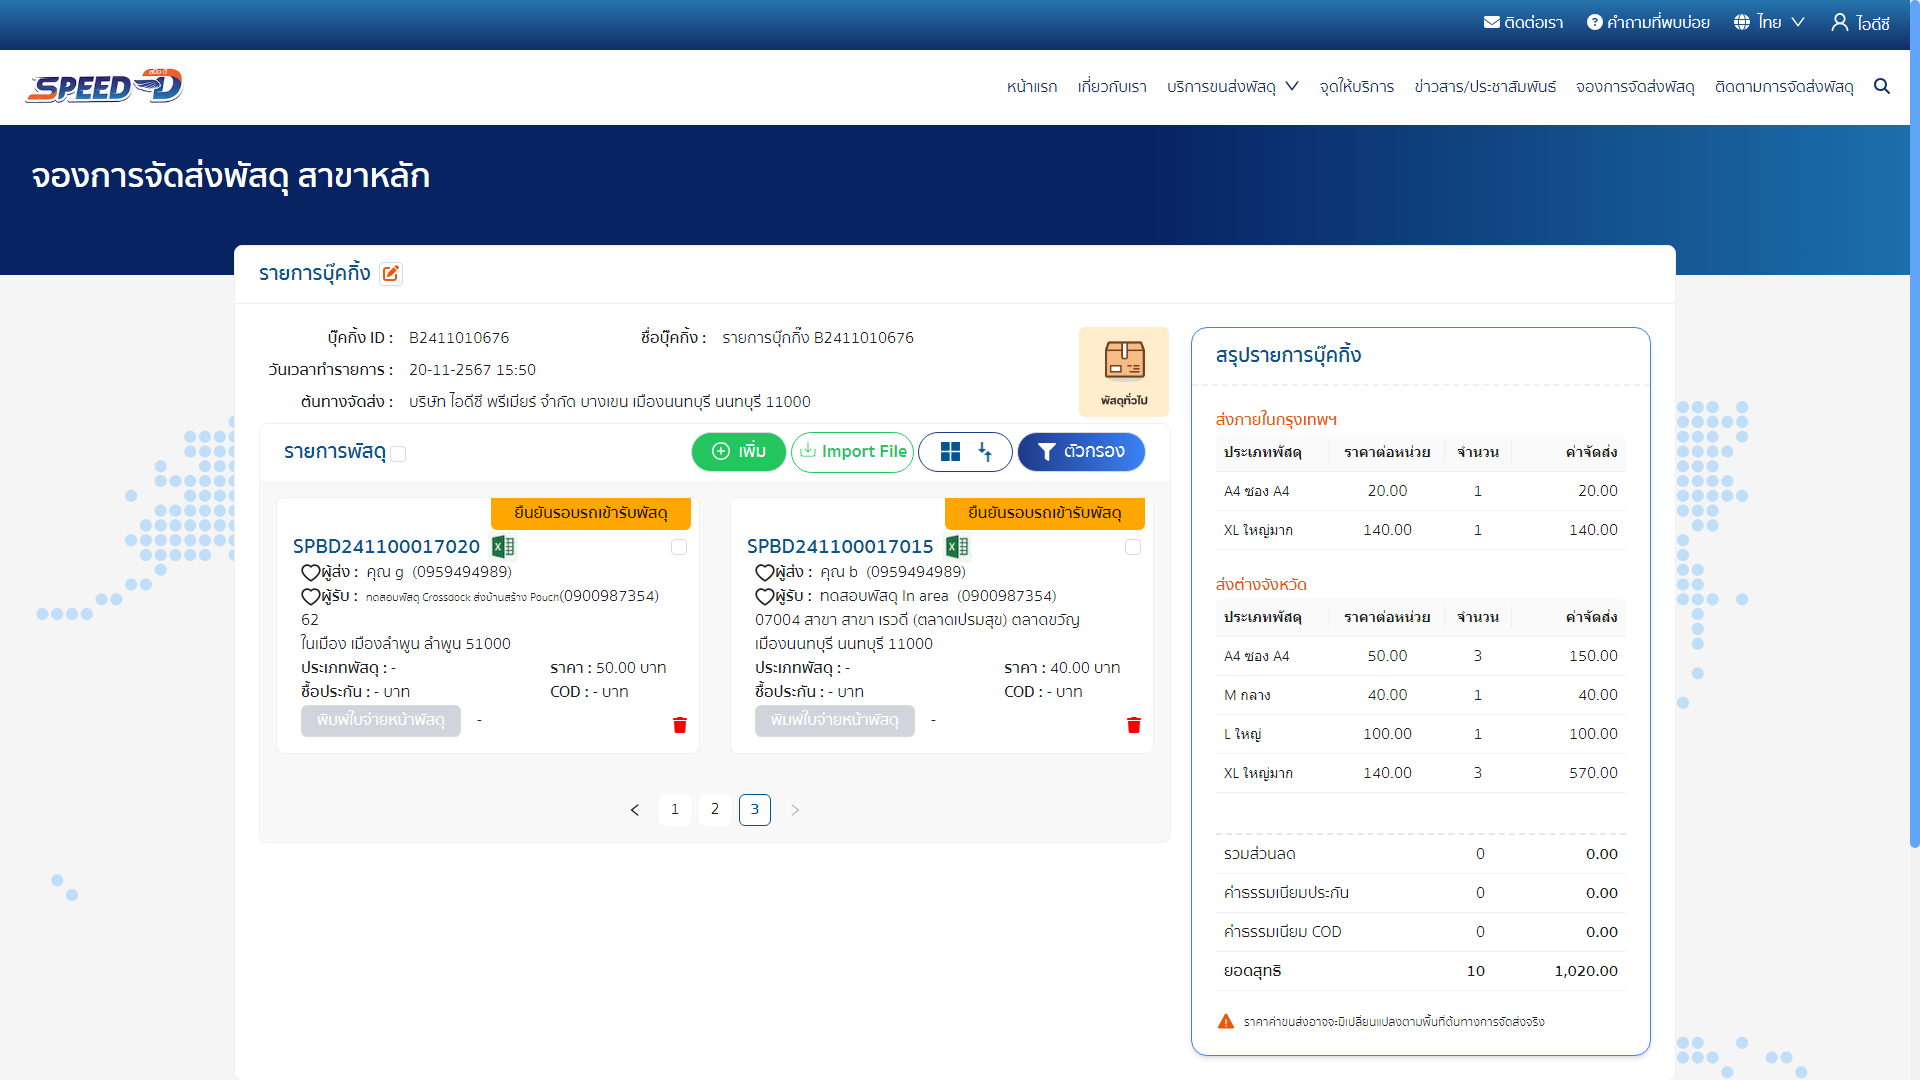 ติดต่อเรา คำถามที่พบบ่อย ไทย ไอดีซี
สปีด-ดี
SPEED-D
หน้าแรก เกี่ยวกับเรา บริการขนส่งพัสดุ จุดให้บริการ ข่าวสาร/ประชาสัมพันธ์ จองการจัดส่งพัสดุ ติดตามการจัดส่งพัสดุ
จองการจัดส่งพัสดุ สาขาหลัก
รายการบุ๊คกิ้ง
บุ๊คกิ้ง ID : B2411010676 ชื่อบุ๊คกิ้ง : รายการบุ๊กกิ๊ง B2411010676
วันเวลาทำรายการ : 20-11-2567 15:50
ต้นทางจัดส่ง : บริษัท ไอดีซี พรีเมียร์ จำกัด บางเขน เมืองนนทบุรี นนทบุรี 11000
พัสดุทั่วไป
รายการพัสดุ เพิ่ม Import File ตัวกรอง
ยืนยันรอบรถเข้ารับพัสดุ
SPBD241100017020
ผู้ส่ง : คุณ g (0959494989)
ผู้รับ : ทดสอบพัสดุ Crossdock ส่งบ้านสร้าง Pouch(0900987354)
62
ในเมือง เมืองลำพูน ลำพูน 51000
ประเภทพัสดุ : - ราคา : 50.00 บาท
ซื้อประกัน : - บาท COD : - บาท
พิมพ์ใบจ่ายหน้าพัสดุ -
ยืนยันรอบรถเข้ารับพัสดุ
SPBD241100017015
ผู้ส่ง : คุณ b (0959494989)
ผู้รับ : ทดสอบพัสดุ In area (0900987354)
07004 สาขา สาขา เรวดี (ตลาดเปรมสุข) ตลาดขวัญ
เมืองนนทบุรี นนทบุรี 11000
ประเภทพัสดุ : - ราคา : 40.00 บาท
ซื้อประกัน : - บาท COD : - บาท
พิมพ์ใบจ่ายหน้าพัสดุ -
1 2 3
สรุปรายการบุ๊คกิ้ง
ส่งภายในกรุงเทพฯ
ประเภทพัสดุ ราคาต่อหน่วย จำนวน ค่าจัดส่ง
A4 ซอง A4 20.00 1 20.00
XL ใหญ่มาก 140.00 1 140.00
ส่งต่างจังหวัด
ประเภทพัสดุ ราคาต่อหน่วย จำนวน ค่าจัดส่ง
A4 ซอง A4 50.00 3 150.00
M กลาง 40.00 1 40.00
L ใหญ่ 100.00 1 100.00
XL ใหญ่มาก 140.00 3 570.00
รวมส่วนลด 0 0.00
ค่าธรรมเนียมประกัน 0 0.00
ค่าธรรมเนียม COD 0 0.00
ยอดสุทธิ 10 1,020.00
ราคาค่าขนส่งอาจจะมีเปลี่ยนแปลงตามพื้นที่ต้นทางการจัดส่งจริง